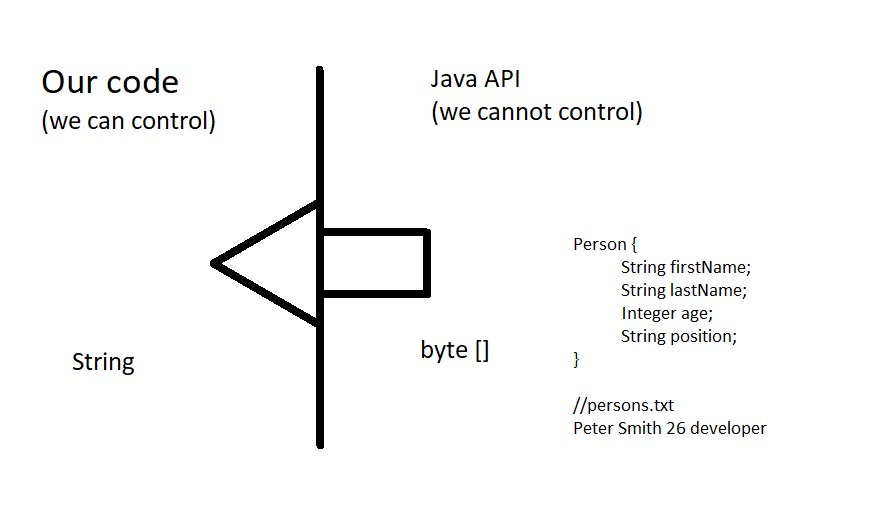 Our code
(we can control)
Java API
(we cannot control)
String
byte []
Person {
String firstName;
String lastName;
Integer age;
String position;
}
//persons.txt
Peter Smith 26 developer